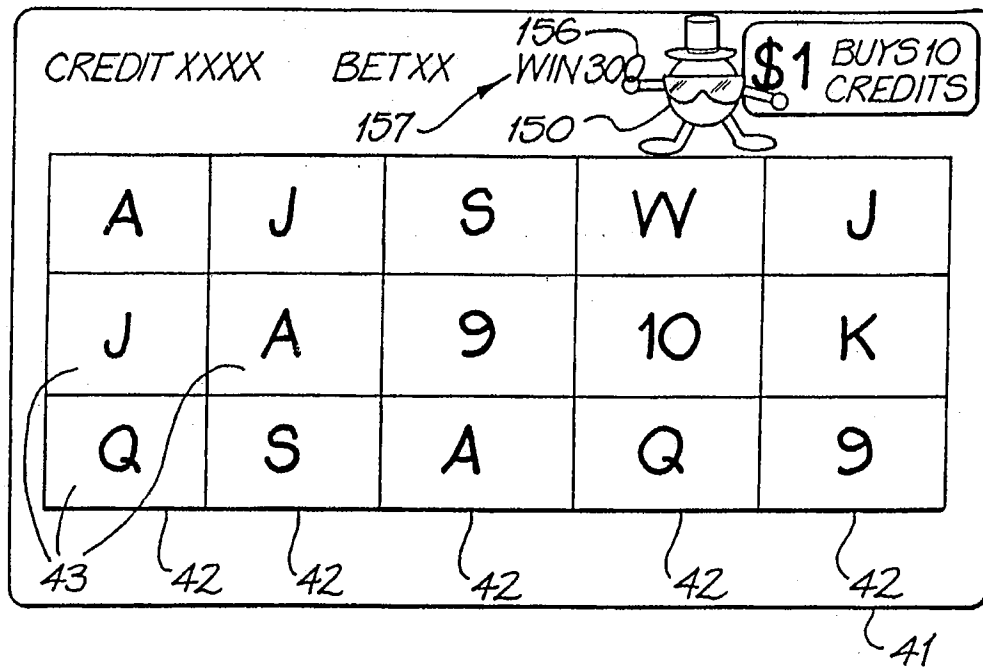 156
CREDIT XXXX BET XX WIN 300 $1 BUYS 10
CREDITS
157 150
A J S W J
J A 9 10 K
Q S A Q 9
43 42 42 42 42 42
41